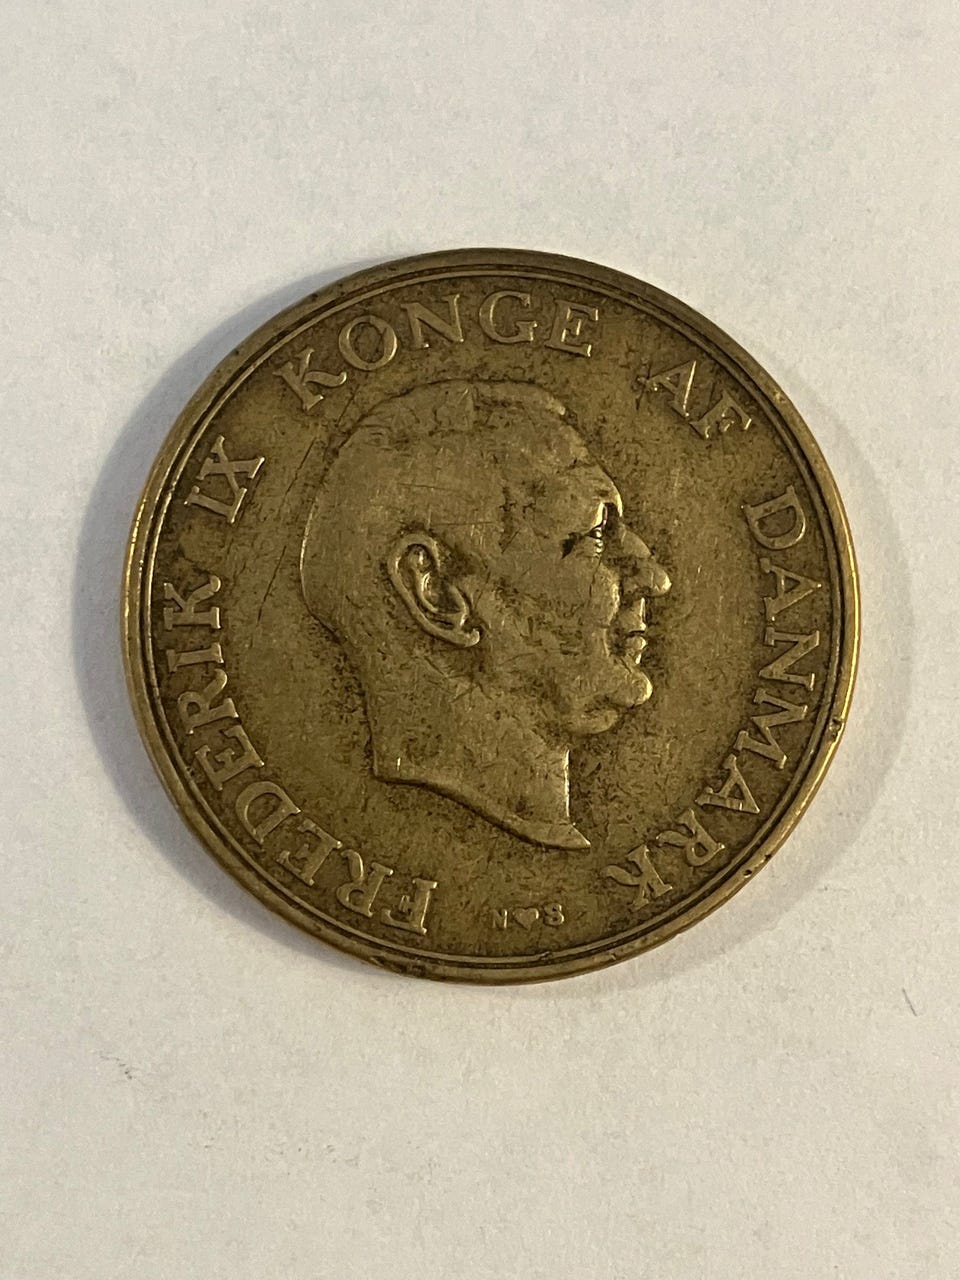 FREDERIK IX KONGE AF DANMARK
N♥S